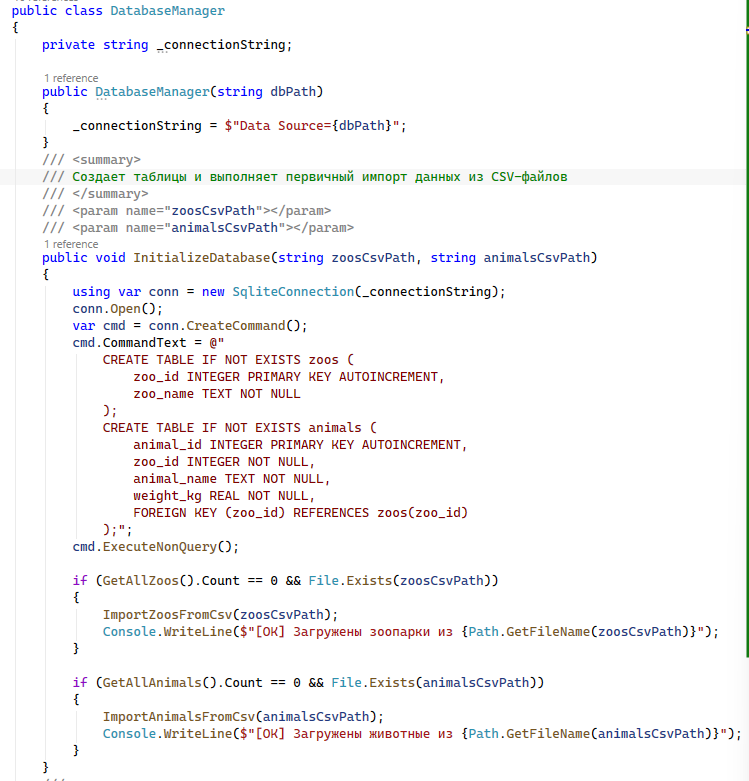 public class DatabaseManager
{
private string _connectionString;
1 reference
public DatabaseManager(string dbPath)
{
_connectionString = $"Data Source={dbPath}";
}
/// <summary>
/// Создает таблицы и выполняет первичный импорт данных из CSV-файлов
/// </summary>
/// <param name="zoosCsvPath"></param>
/// <param name="animalsCsvPath"></param>
1 reference
public void InitializeDatabase(string zoosCsvPath, string animalsCsvPath)
{
using var conn = new SqliteConnection(_connectionString);
conn.Open();
var cmd = conn.CreateCommand();
cmd.CommandText = @"
CREATE TABLE IF NOT EXISTS zoos (
zoo_id INTEGER PRIMARY KEY AUTOINCREMENT,
zoo_name TEXT NOT NULL
);
CREATE TABLE IF NOT EXISTS animals (
animal_id INTEGER PRIMARY KEY AUTOINCREMENT,
zoo_id INTEGER NOT NULL,
animal_name TEXT NOT NULL,
weight_kg REAL NOT NULL,
FOREIGN KEY (zoo_id) REFERENCES zoos(zoo_id)
);";
cmd.ExecuteNonQuery();
if (GetAllZoos().Count == 0 && File.Exists(zoosCsvPath))
{
ImportZoosFromCsv(zoosCsvPath);
Console.WriteLine($"[OK] Загружены зоопарки из {Path.GetFileName(zoosCsvPath)}");
}
if (GetAllAnimals().Count == 0 && File.Exists(animalsCsvPath))
{
ImportAnimalsFromCsv(animalsCsvPath);
Console.WriteLine($"[OK] Загружены животные из {Path.GetFileName(animalsCsvPath)}");
}
}